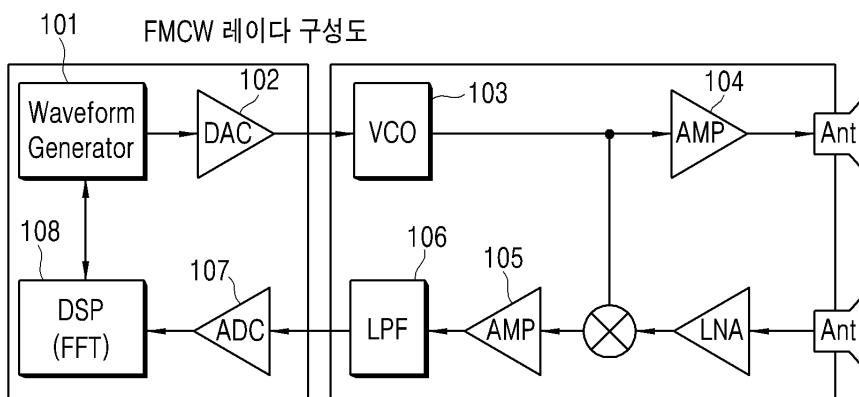 FMCW 레이다 구성도
101
Waveform
Generator
102
DAC
103
VCO
104
AMP
Ant
108
DSP
(FFT)
107
ADC
106
LPF
105
AMP
LNA
Ant